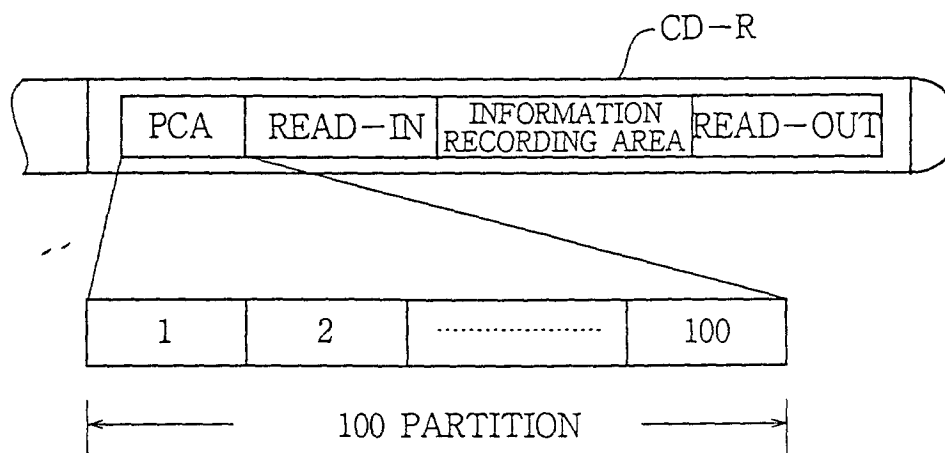 CD-R
PCA
READ-IN
INFORMATION
RECORDING AREA
READ-OUT
1
2
100
100 PARTITION